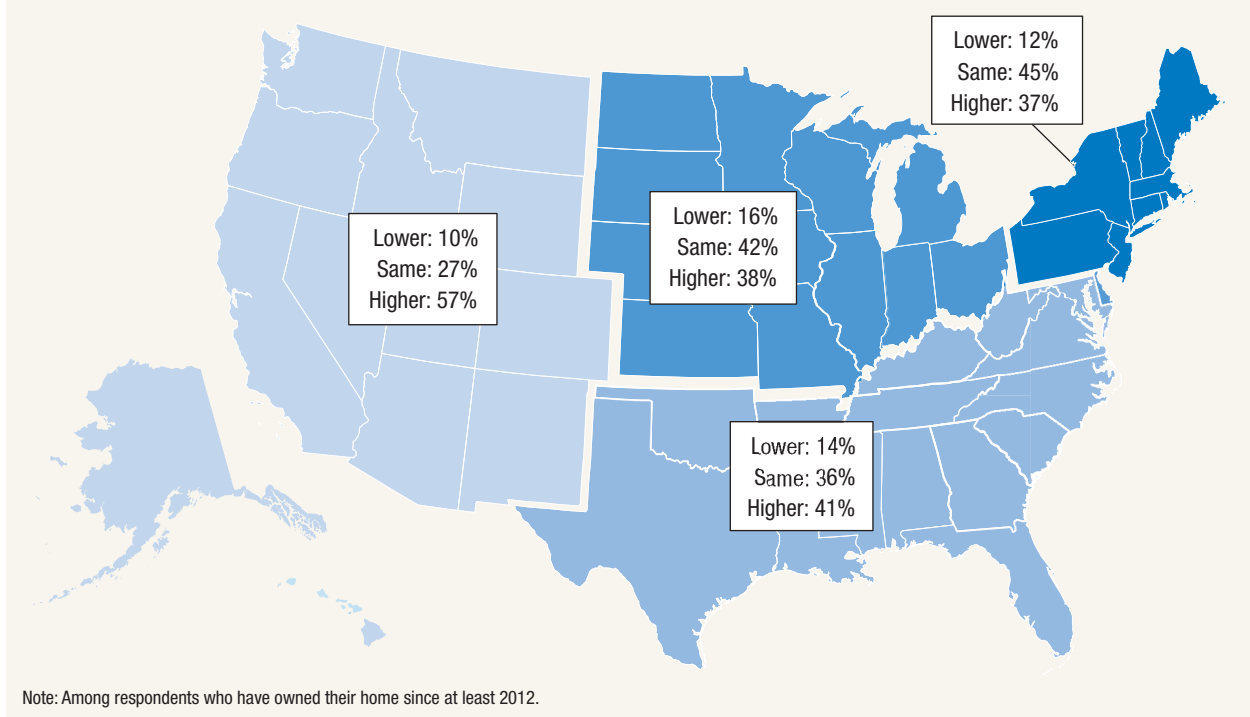 Lower: 12%
Same: 45%
Higher: 37%
Lower: 16%
Same: 42%
Higher: 38%
Lower: 10%
Same: 27%
Higher: 57%
Lower: 14%
Same: 36%
Higher: 41%
Note: Among respondents who have owned their home since at least 2012.